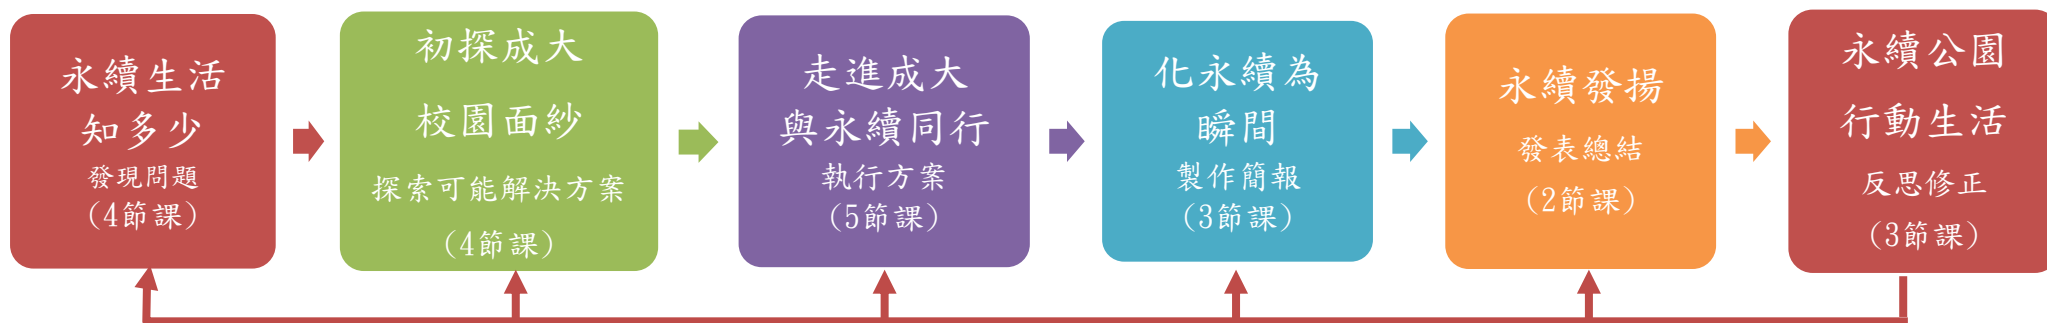 永續生活
知多少
發現問題
(4節課)
初探成大
校園面紗
探索可能解決方案
(4節課)
走進成大
與永續同行
執行方案
(5節課)
化永續為
瞬間
製作簡報
(3節課)
永續發揚
發表總結
(2節課)
永續公園
行動生活
反思修正
(3節課)